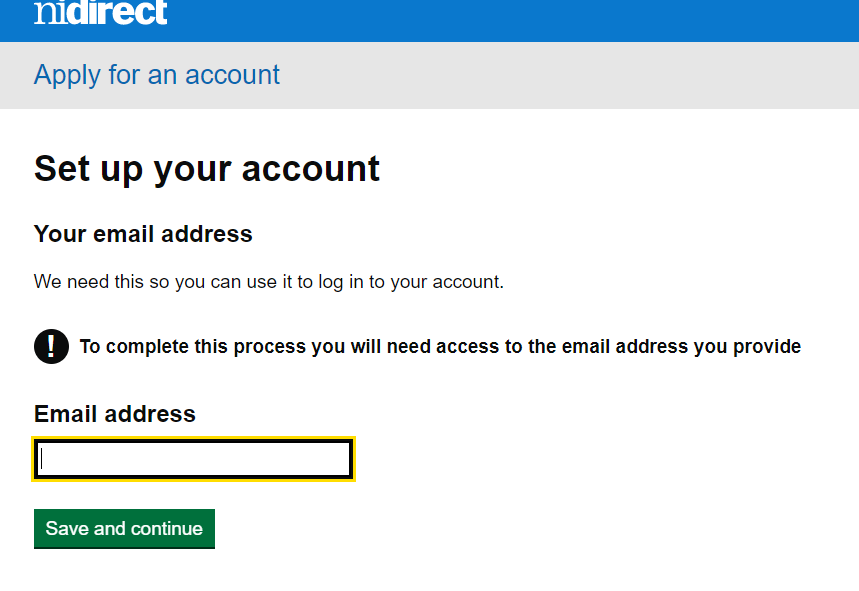 nidirect
Apply for an account
Set up your account
Your email address
We need this so you can use it to log in to your account.
! To complete this process you will need access to the email address you provide
Email address
Save and continue